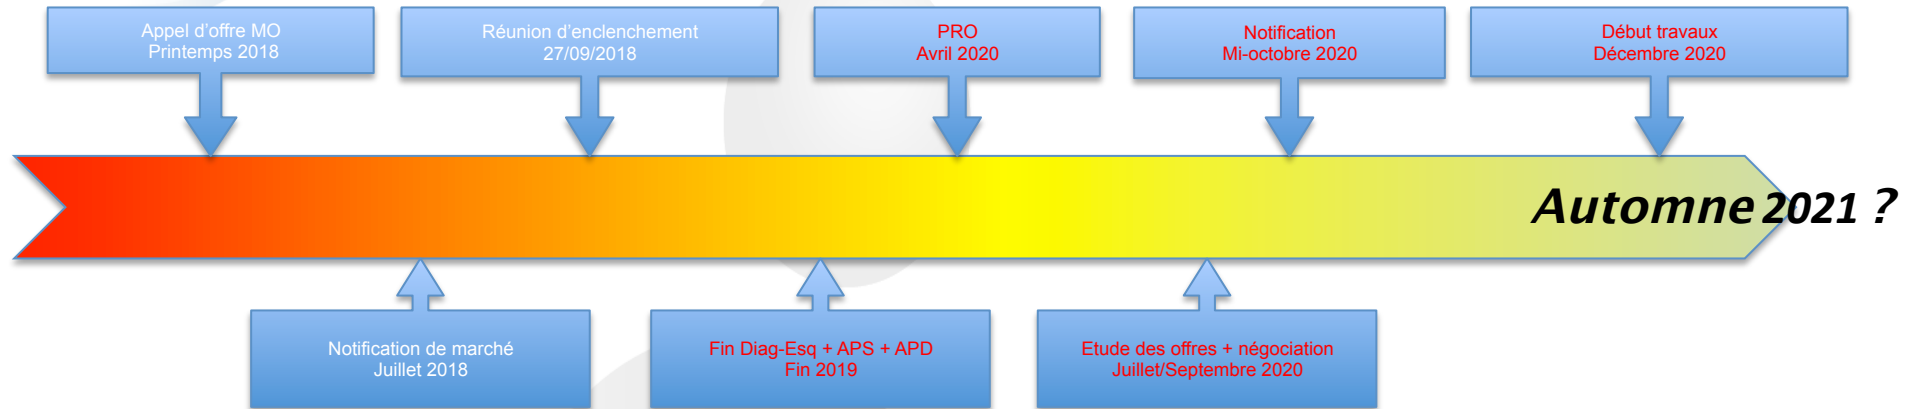 Appel d’offre MO
Printemps 2018
Réunion d’enclenchement
27/09/2018
PRO
Avril 2020
Notification
Mi-octobre 2020
Début travaux
Décembre 2020
Automne 2021 ?
Notification de marché
Juillet 2018
Fin Diag-Esq + APS + APD
Fin 2019
Etude des offres + négociation
Juillet/Septembre 2020